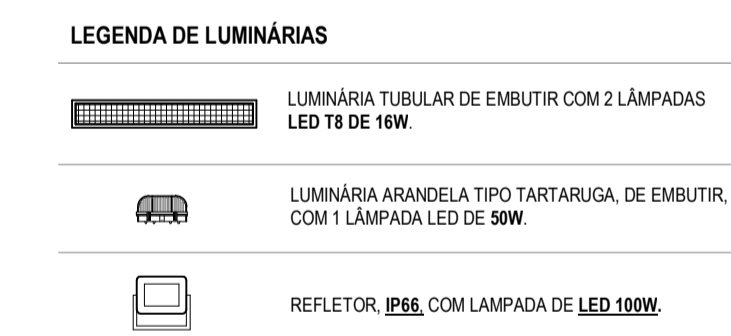 LEGENDA DE LUMINÁRIAS
LUMINÁRIA TUBULAR DE EMBUTIR COM 2 LÂMPADAS
LED T8 DE 16W.
LUMINÁRIA ARANDELA TIPO TARTARUGA, DE EMBUTIR,
COM 1 LÂMPADA LED DE 50W.
REFLETOR, IP66, COM LAMPADA DE LED 100W.